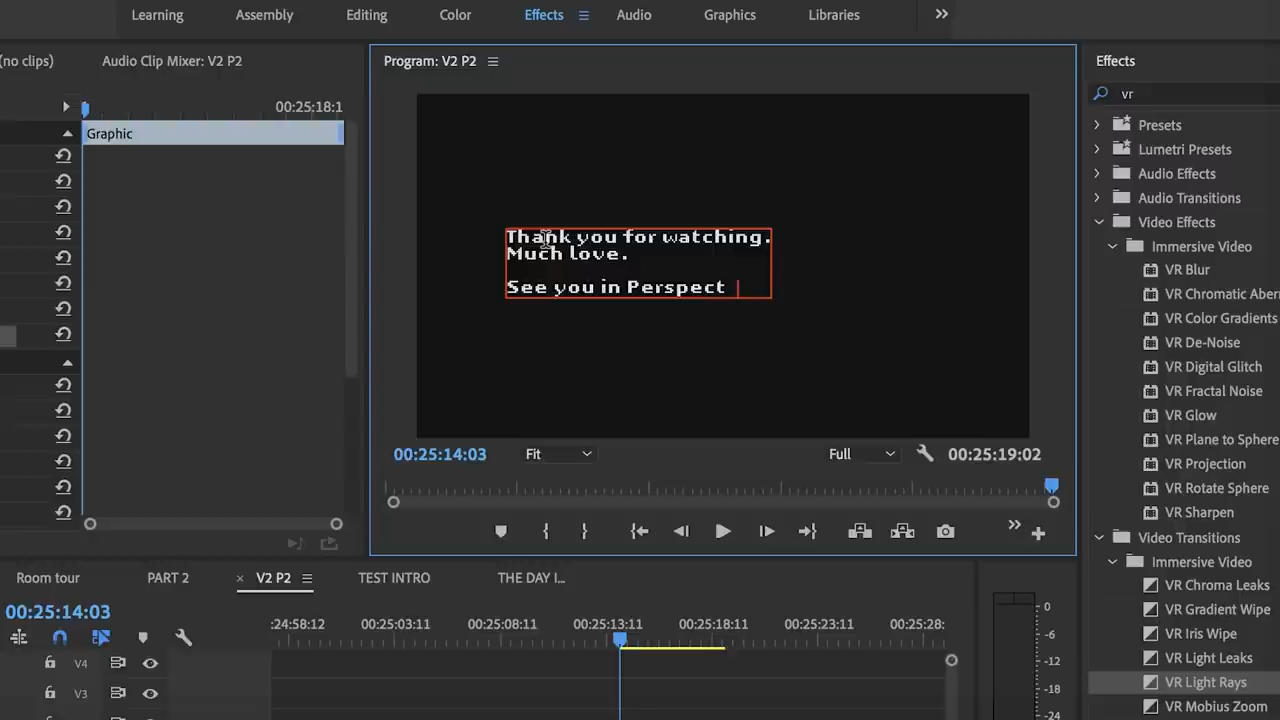 Learning Assembly Editing Color Effects Audio Graphics Libraries
(no clips) Audio Clip Mixer: V2 P2 Program: V2 P2 Effects
00:25:18:1 vr
Graphic
Thank you for watching.
Much love.
See you in Perspect
00:25:14:03 Fit Full 00:25:19:02
Presets
Lumetri Presets
Audio Effects
Audio Transitions
Video Effects
Immersive Video
VR Blur
VR Chromatic Aberr
VR Color Gradients
VR De-Noise
VR Digital Glitch
VR Fractal Noise
VR Glow
VR Plane to Sphere
VR Projection
VR Rotate Sphere
VR Sharpen
Video Transitions
Immersive Video
VR Chroma Leaks
VR Gradient Wipe
VR Iris Wipe
VR Light Leaks
VR Light Rays
VR Mobius Zoom
Room tour PART 2 × V2 P2 TEST INTRO THE DAY I...
00:25:14:03
:24:58:12 00:25:03:11 00:25:08:11 00:25:13:11 00:25:18:11 00:25:23:11 00:25:28:
V4
V3
0
-6
-12
-18
-24